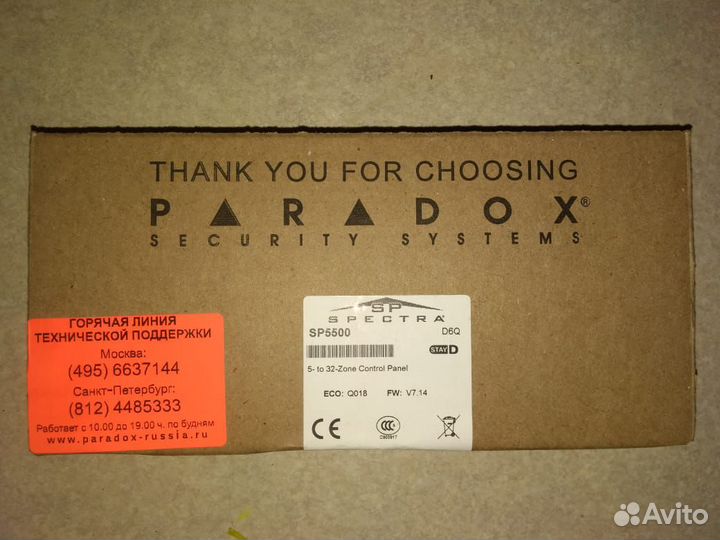 THANK YOU FOR CHOOSING
PARADOX®
SECURITY SYSTEMS
SP
SPECTRA
SP5500 D6Q
STAY D
5- to 32-Zone Control Panel
ECO: Q018 FW: V7.14
CE
ГОРЯЧАЯ ЛИНИЯ
ТЕХНИЧЕСКОЙ ПОДДЕРЖКИ
Москва:
(495) 6637144
Санкт-Петербург:
(812) 4485333
Работает с 10.00 до 19.00 ч. по будням
www.paradox-russia.ru
Avito